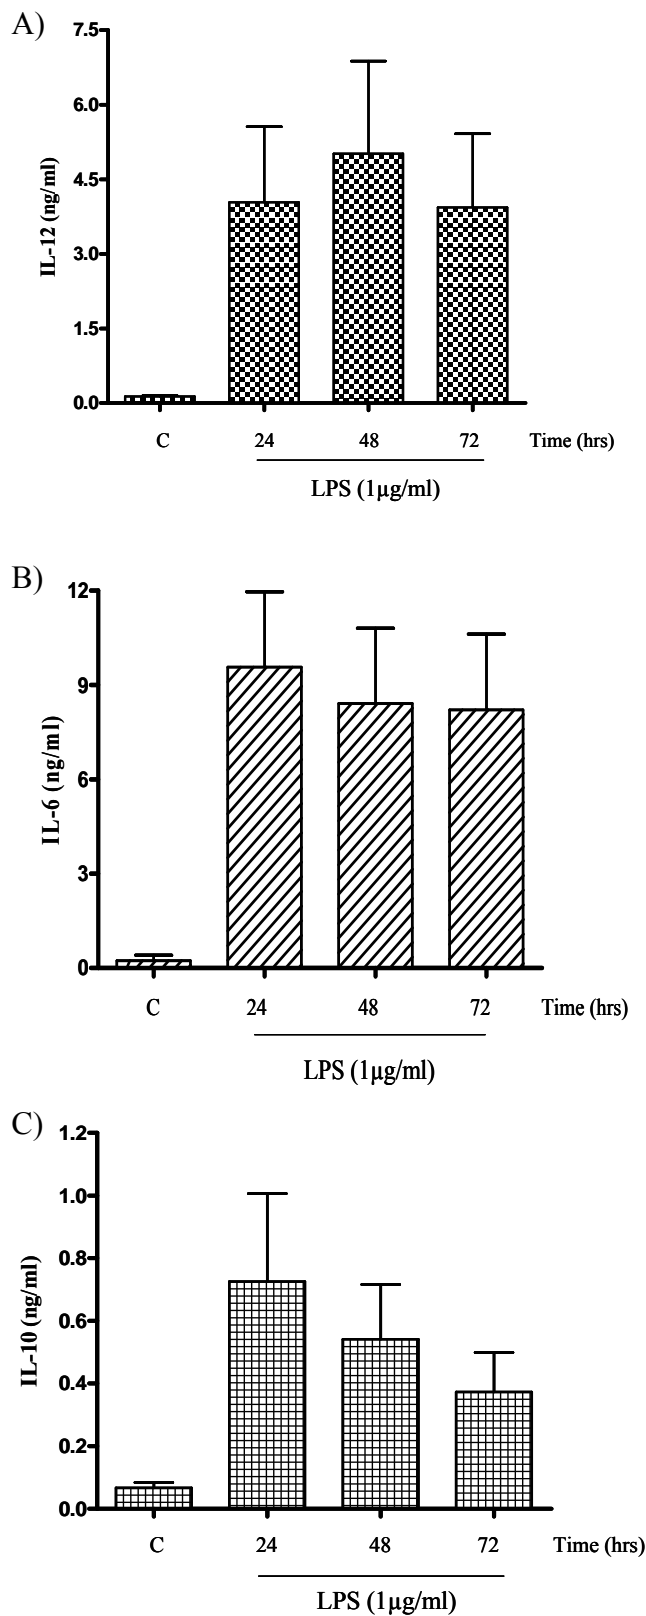 A)
7.5
6.0
4.5
3.0
1.5
0.0
IL-12 (ng/ml)
C 24 48 72 Time (hrs)
LPS (1µg/ml)
B)
12
9
6
3
0
IL-6 (ng/ml)
C 24 48 72 Time (hrs)
LPS (1µg/ml)
C)
1.2
1.0
0.8
0.6
0.4
0.2
0.0
IL-10 (ng/ml)
C 24 48 72 Time (hrs)
LPS (1µg/ml)